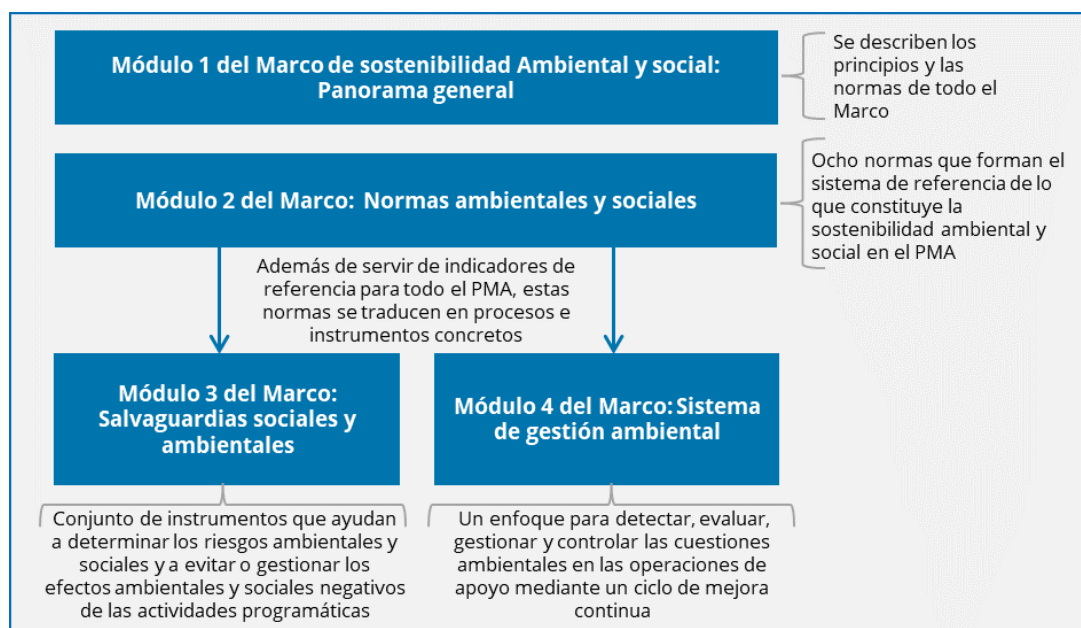 Módulo 1 del Marco de sostenibilidad Ambiental y social:
Panorama general
Se describen los
principios y las
normas de todo el
Marco
Módulo 2 del Marco: Normas ambientales y sociales
Ocho normas que forman el
sistema de referencia de lo
que constituye la
sostenibilidad ambiental y
social en el PMA
Además de servir de indicadores de
referencia para todo el PMA, estas
normas se traducen en procesos e
instrumentos concretos
Módulo 3 del Marco:
Salvaguardias sociales y
ambientales
Módulo 4 del Marco: Sistema
de gestión ambiental
Conjunto de instrumentos que ayudan
a determinar los riesgos ambientales y
sociales y a evitar o gestionar los
efectos ambientales y sociales negativos
de las actividades programáticas
Un enfoque para detectar, evaluar,
gestionar y controlar las cuestiones
ambientales en las operaciones de
apoyo mediante un ciclo de mejora
continua